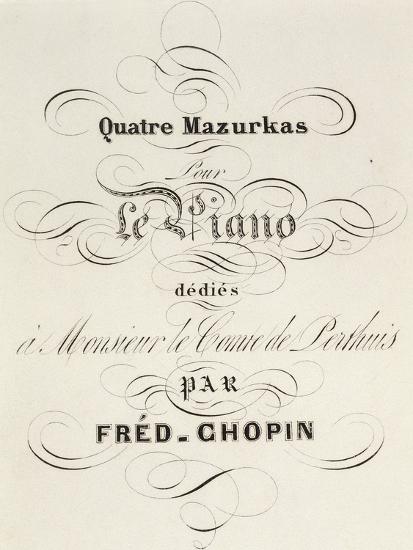 Quatre Mazurkas
Pour
Le Piano
dédiés
à Monsieur le Comte de Perthuis
PAR
FRÉD-CHOPIN